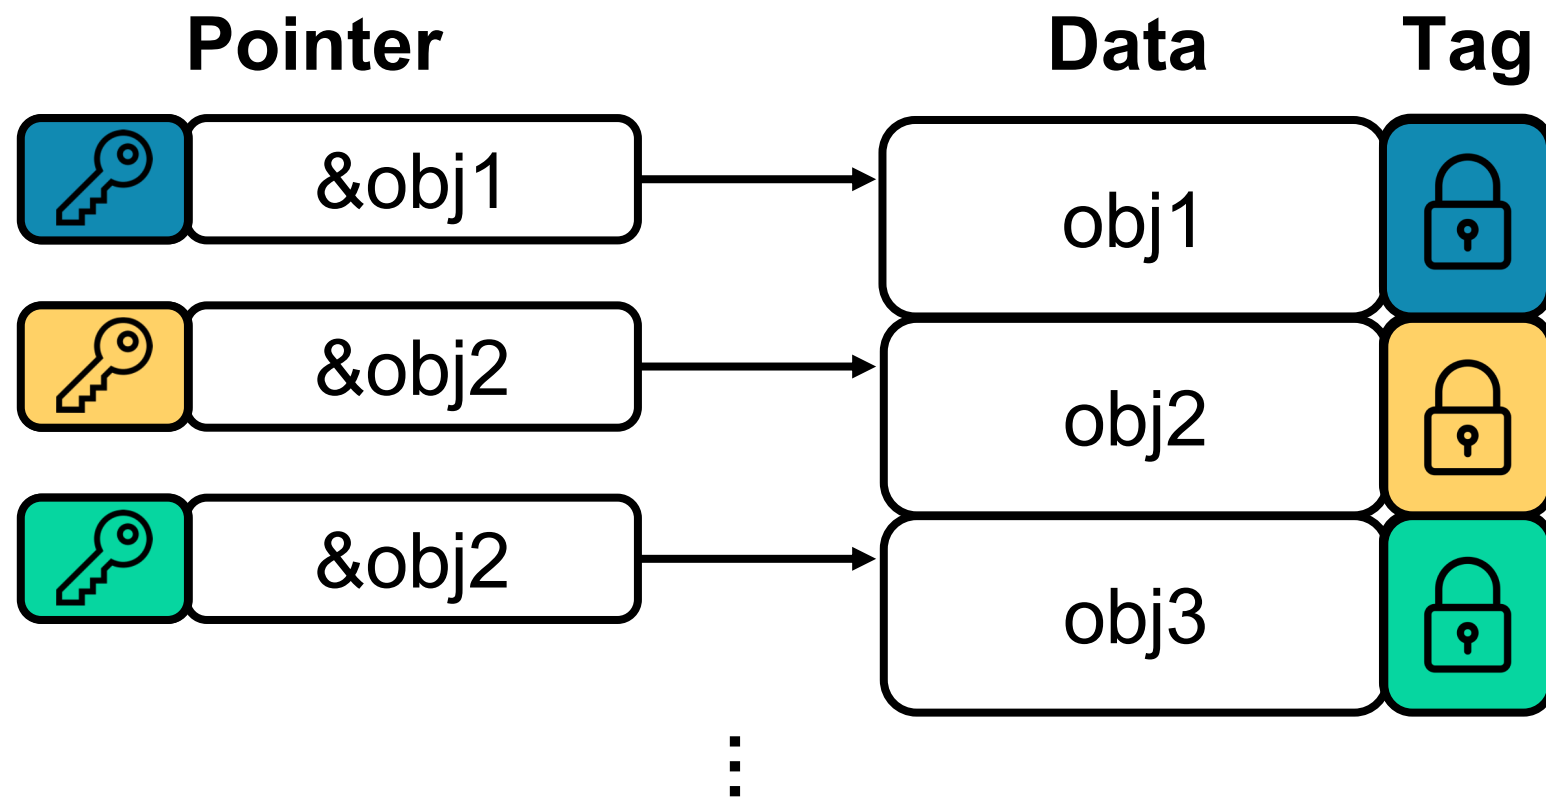 Pointer Data Tag
&obj1 obj1
&obj2 obj2
&obj2 obj3
⋮